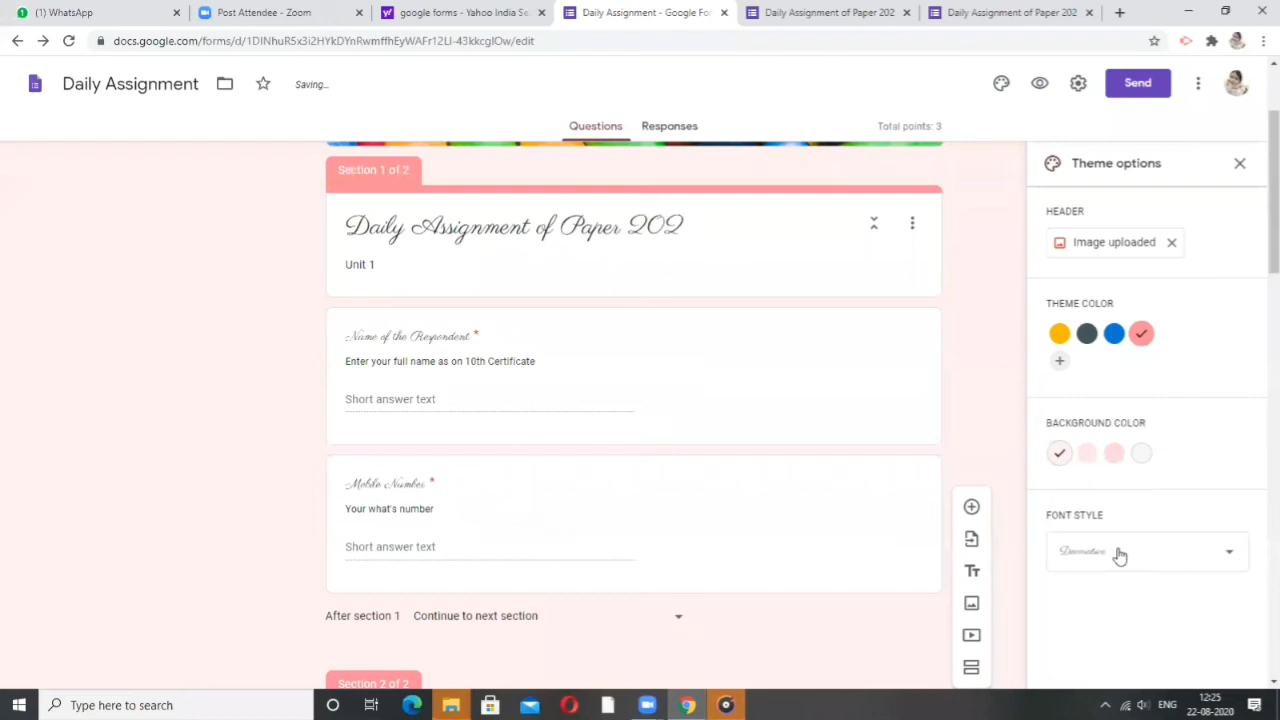 (1) WhatsApp
Post Attendee - Zoom
google forms - Yahoo India Se
Daily Assignment - Google Fo
Daily Assignment of Paper 202
Daily Assignment of Paper 202
docs.google.com/forms/d/1DINhuR5x3i2HYkDYnRwmffhEyWAFr12LI-43kkcglOw/edit
Daily Assignment
Saving...
Send
Questions
Responses
Total points: 3
Section 1 of 2
Daily Assignment of Paper 202
Unit 1
Name of the Respondent *
Enter your full name as on 10th Certificate
Short answer text
Mobile Number *
Your what's number
Short answer text
After section 1 Continue to next section
Section 2 of 2
Theme options
HEADER
Image uploaded
THEME COLOR
BACKGROUND COLOR
FONT STYLE
Decorative
Tt
Type here to search
ENG
12:25
22-08-2020